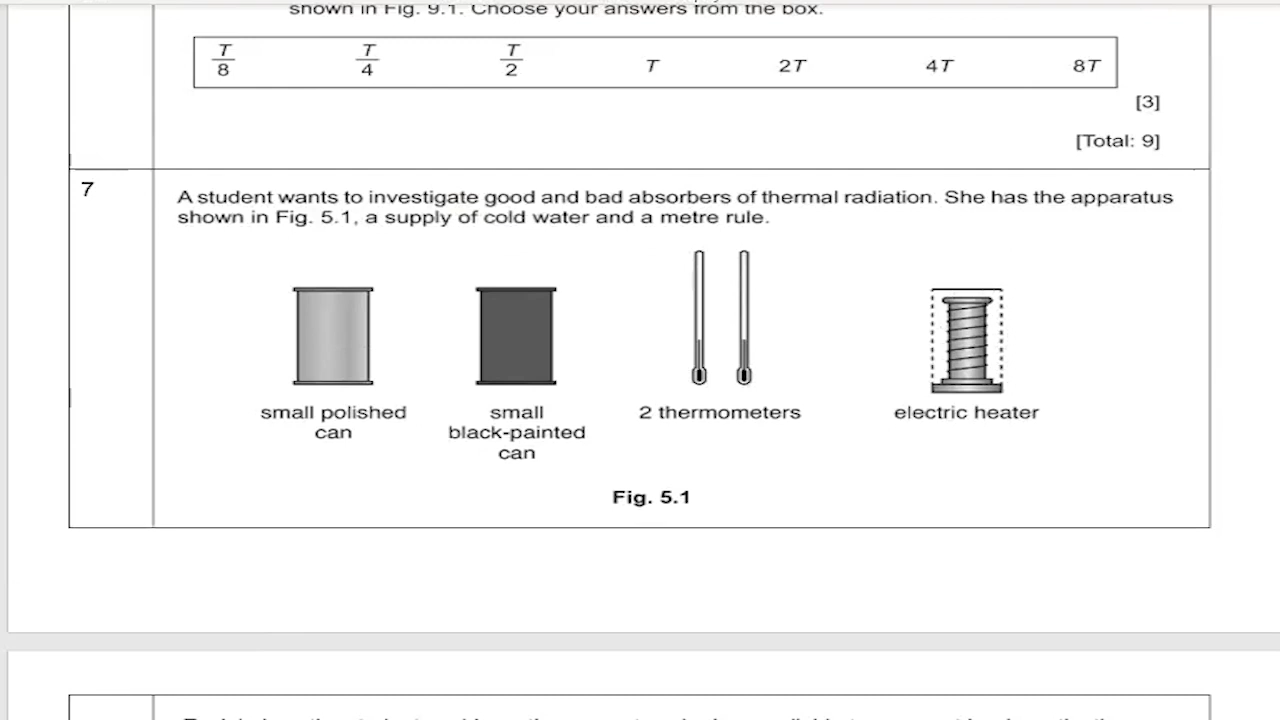 shown in Fig. 9.1. Choose your answers from the box.
T/8 T/4 T/2 T 2T 4T 8T
[3]
[Total: 9]
7
A student wants to investigate good and bad absorbers of thermal radiation. She has the apparatus
shown in Fig. 5.1, a supply of cold water and a metre rule.
small polished
can
small
black-painted
can
2 thermometers
electric heater
Fig. 5.1